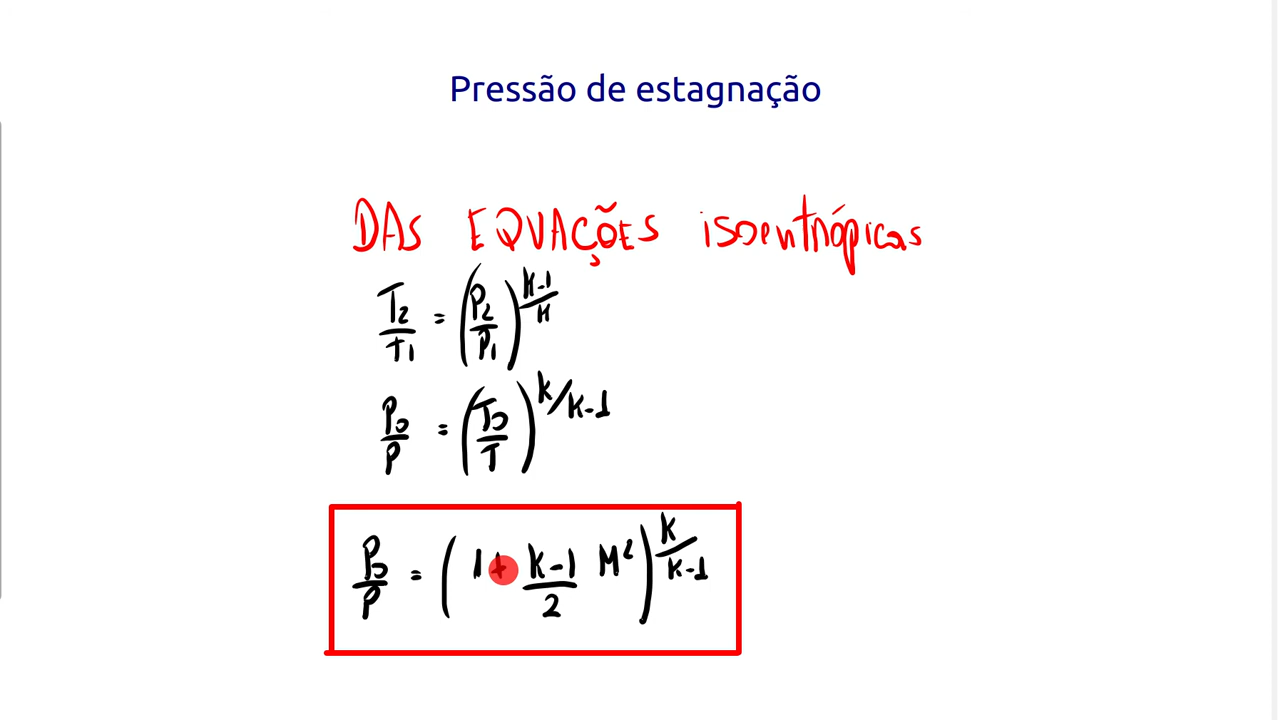 Pressão de estagnação
DAS EQUAÇÕES isoentrópicas
T2/T1 = (P2/P1)^(k-1/k)
P0/P = (T0/T)^(k/k-1)
P0/P = (1 + k-1/2 M²)^(k/k-1)